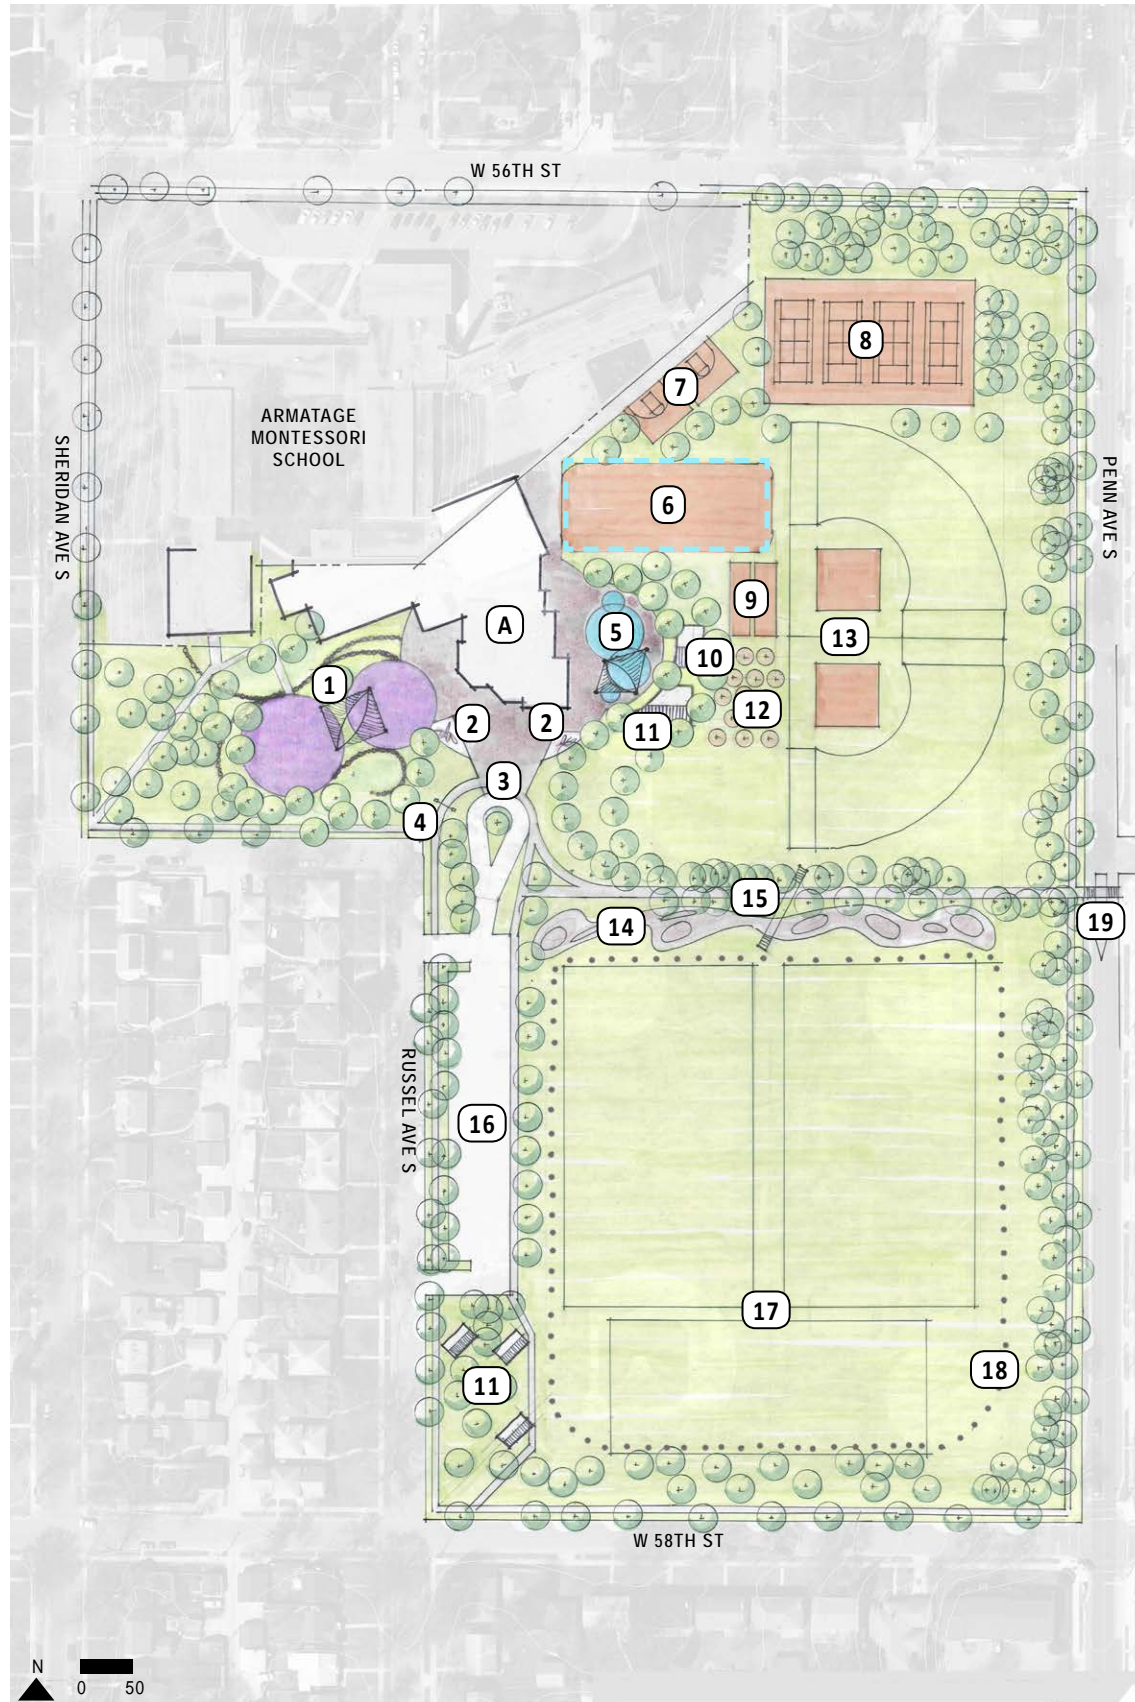 W 56TH ST
8
7
ARMATAGE
MONTESSORI
SCHOOL
SHERIDAN AVE S
PENN AVE S
6
9
A
5
13
10
1
12
2
2
11
3
4
15
19
14
RUSSEL AVE S
16
17
18
11
W 58TH ST
N
0 50